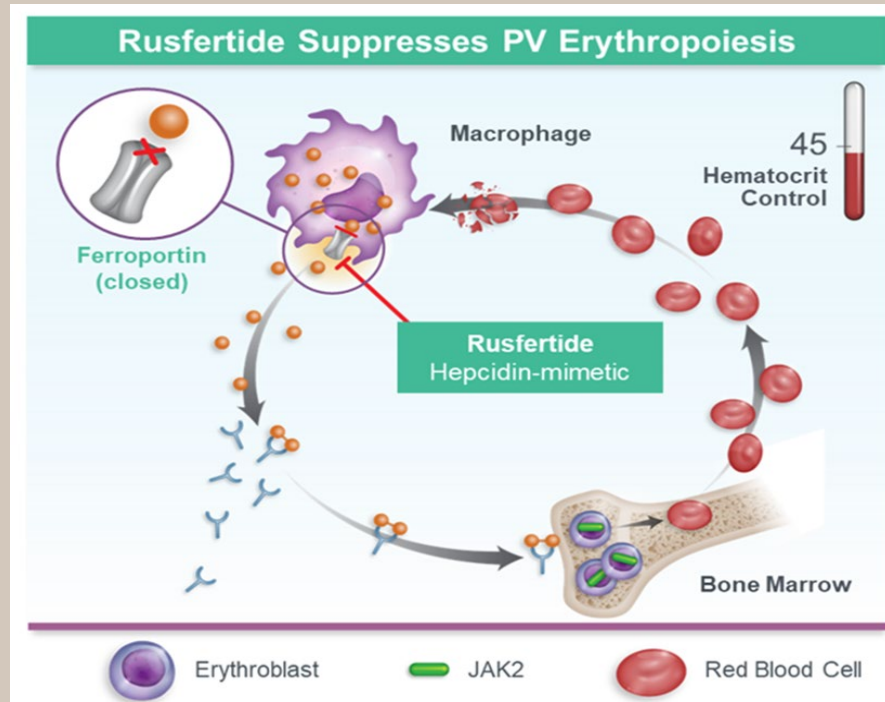 Rusfertide Suppresses PV Erythropoiesis
Macrophage
45
Hematocrit
Control
Ferroportin
(closed)
Rusfertide
Hepcidin-mimetic
Bone Marrow
Erythroblast
JAK2
Red Blood Cell